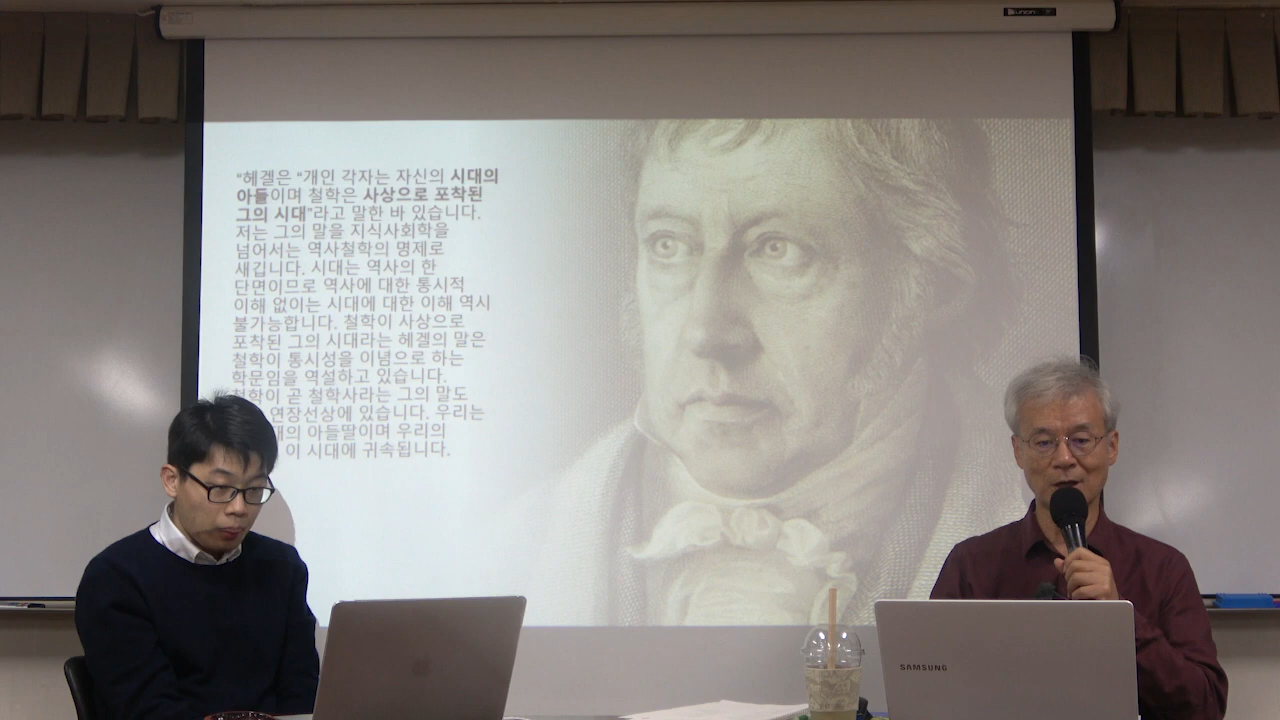 UNION
“헤겔은 “개인 각자는 자신의 시대의
아들이며 철학은 사상으로 포착된
그의 시대”라고 말한 바 있습니다.
저는 그의 말을 지식사회학을
넘어서는 역사철학의 명제로
새깁니다. 시대는 역사의 한
단면이므로 역사에 대한 통시적
이해 없이는 시대에 대한 이해 역시
불가능합니다. 철학이 사상으로
포착된 그의 시대라는 헤겔의 말은
철학이 통시성을 이념으로 하는
학문임을 역설하고 있습니다.
철학이 곧 철학사라는 그의 말도
연장선상에 있습니다. 우리는
아들딸이며 우리의
이 시대에 귀속됩니다.
SAMSUNG